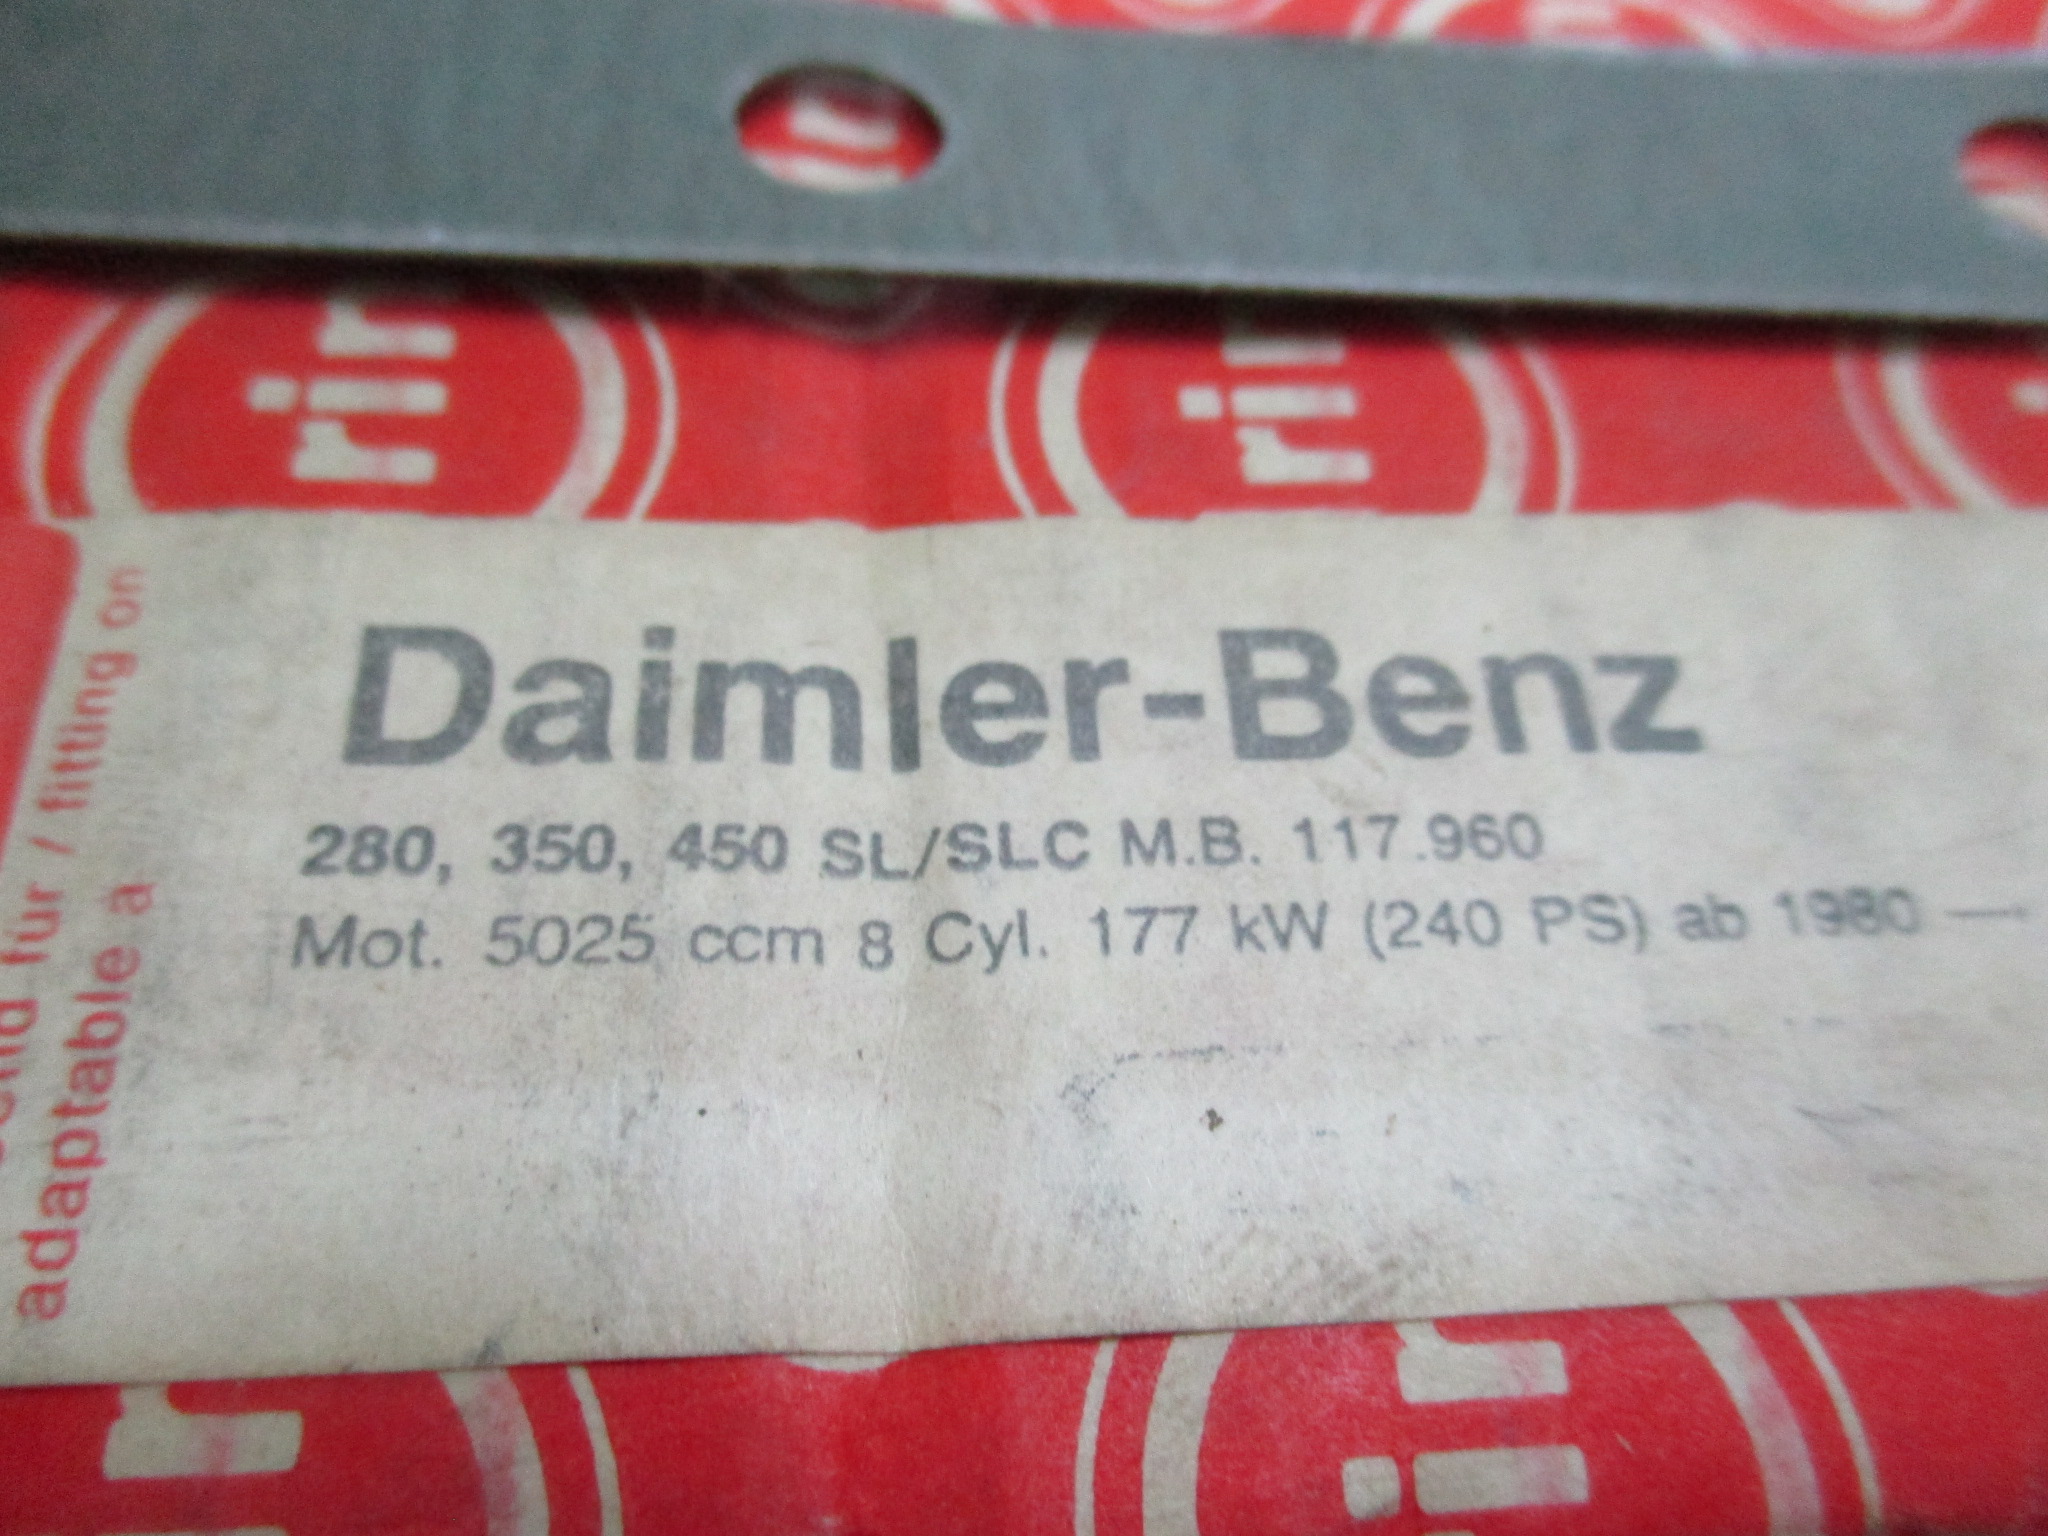 Daimler-Benz
280, 350, 450 SL/SLC M.B. 117.960
Mot. 5025 ccm 8 Cyl. 177 kW (240 PS) ab 1980 —
für / fitting on
adaptable a